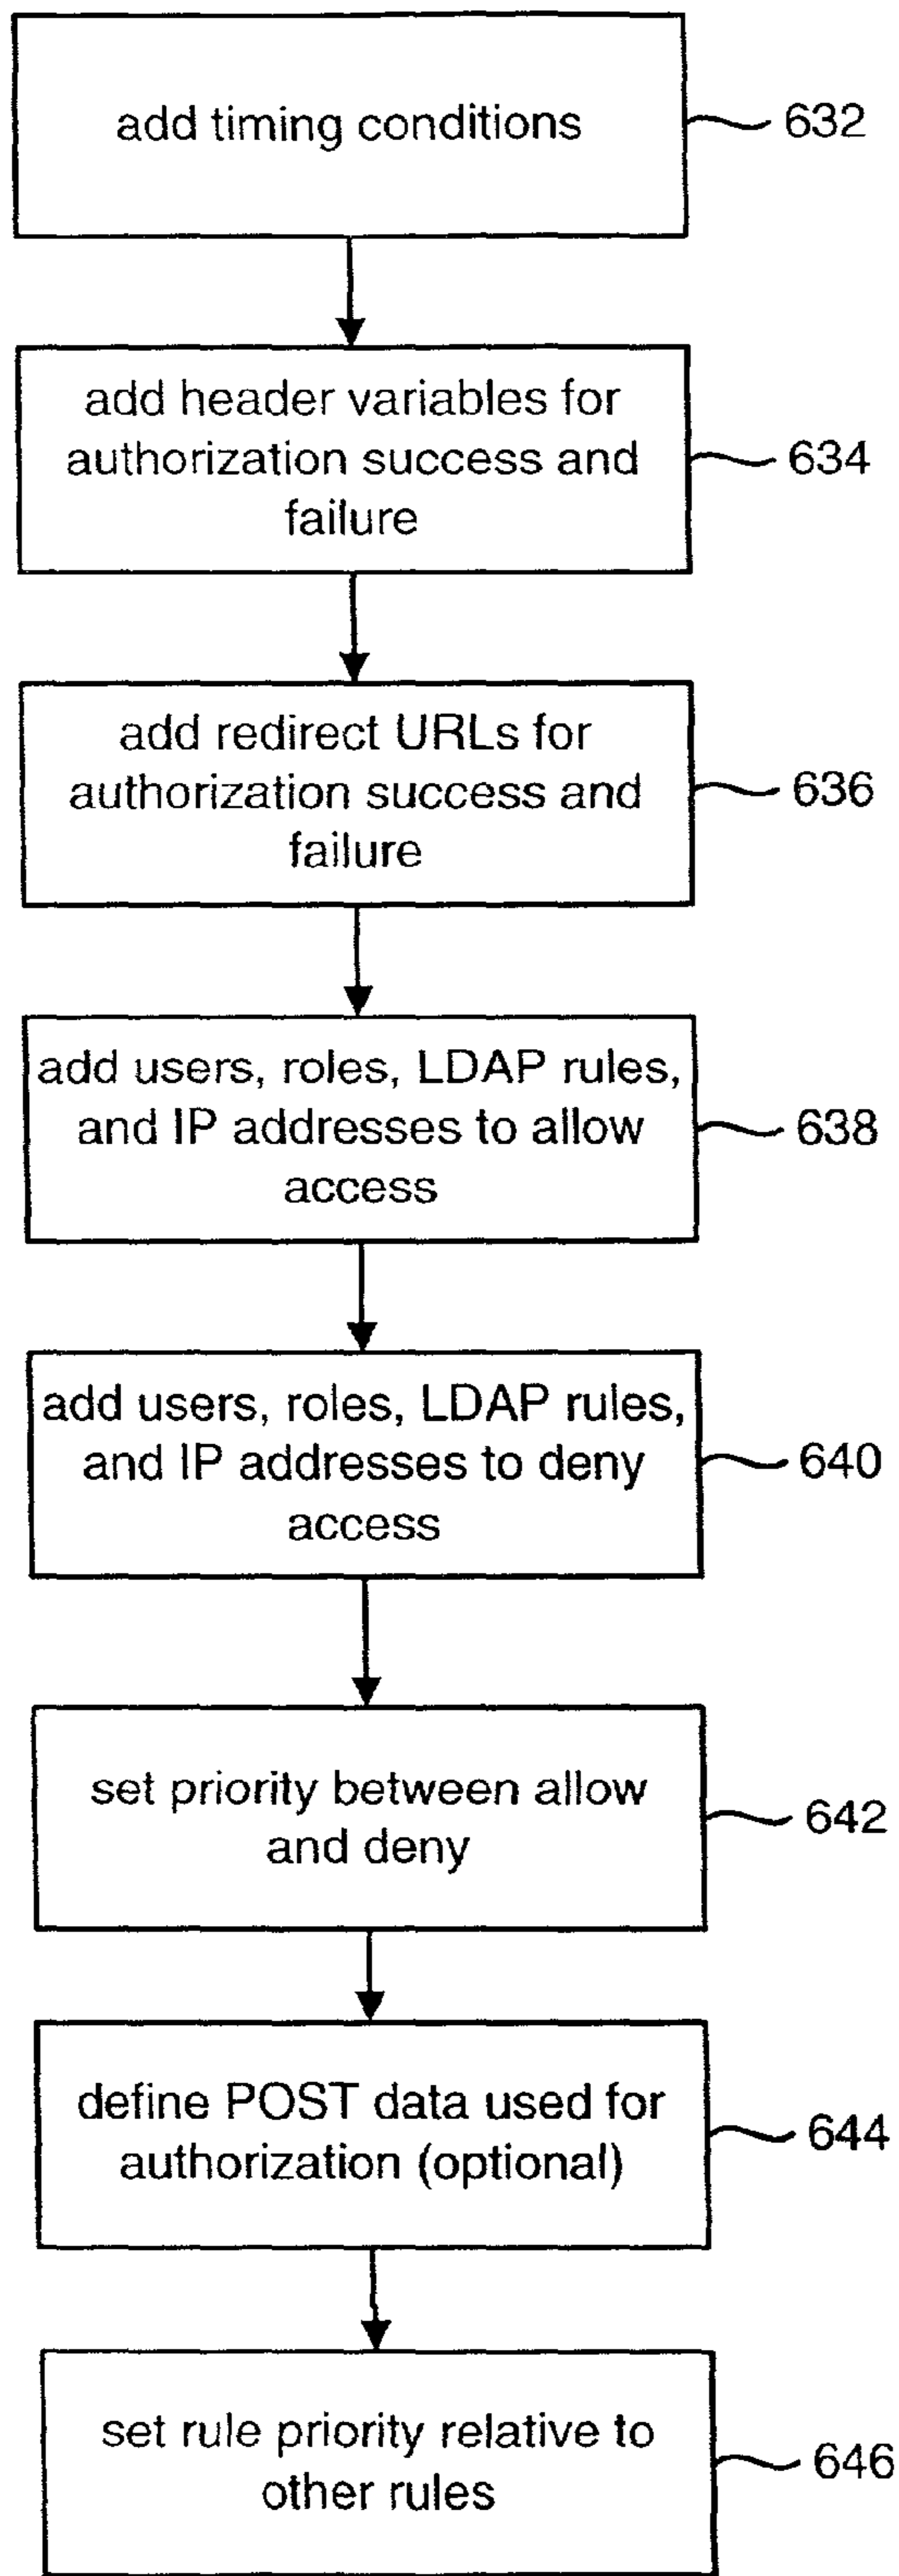 add timing conditions
632
add header variables for
authorization success and
failure
634
add redirect URLs for
authorization success and
failure
636
add users, roles, LDAP rules,
and IP addresses to allow
access
638
add users, roles, LDAP rules,
and IP addresses to deny
access
640
set priority between allow
and deny
642
define POST data used for
authorization (optional)
644
set rule priority relative to
other rules
646